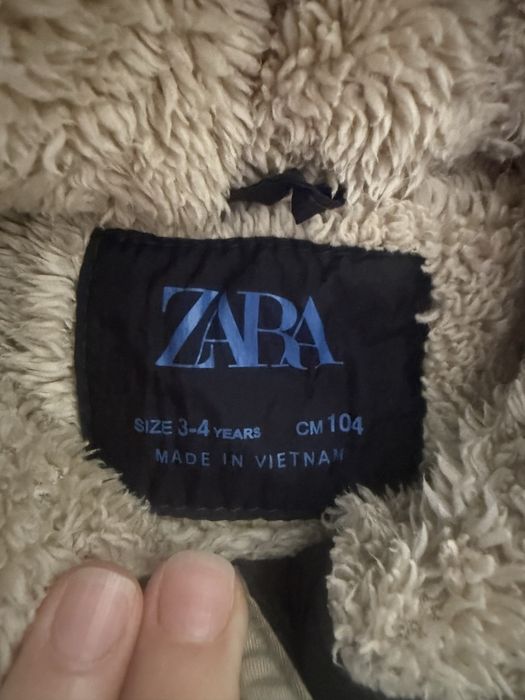 ZARA
SIZE 3-4 YEARS CM 104
MADE IN VIETNAM